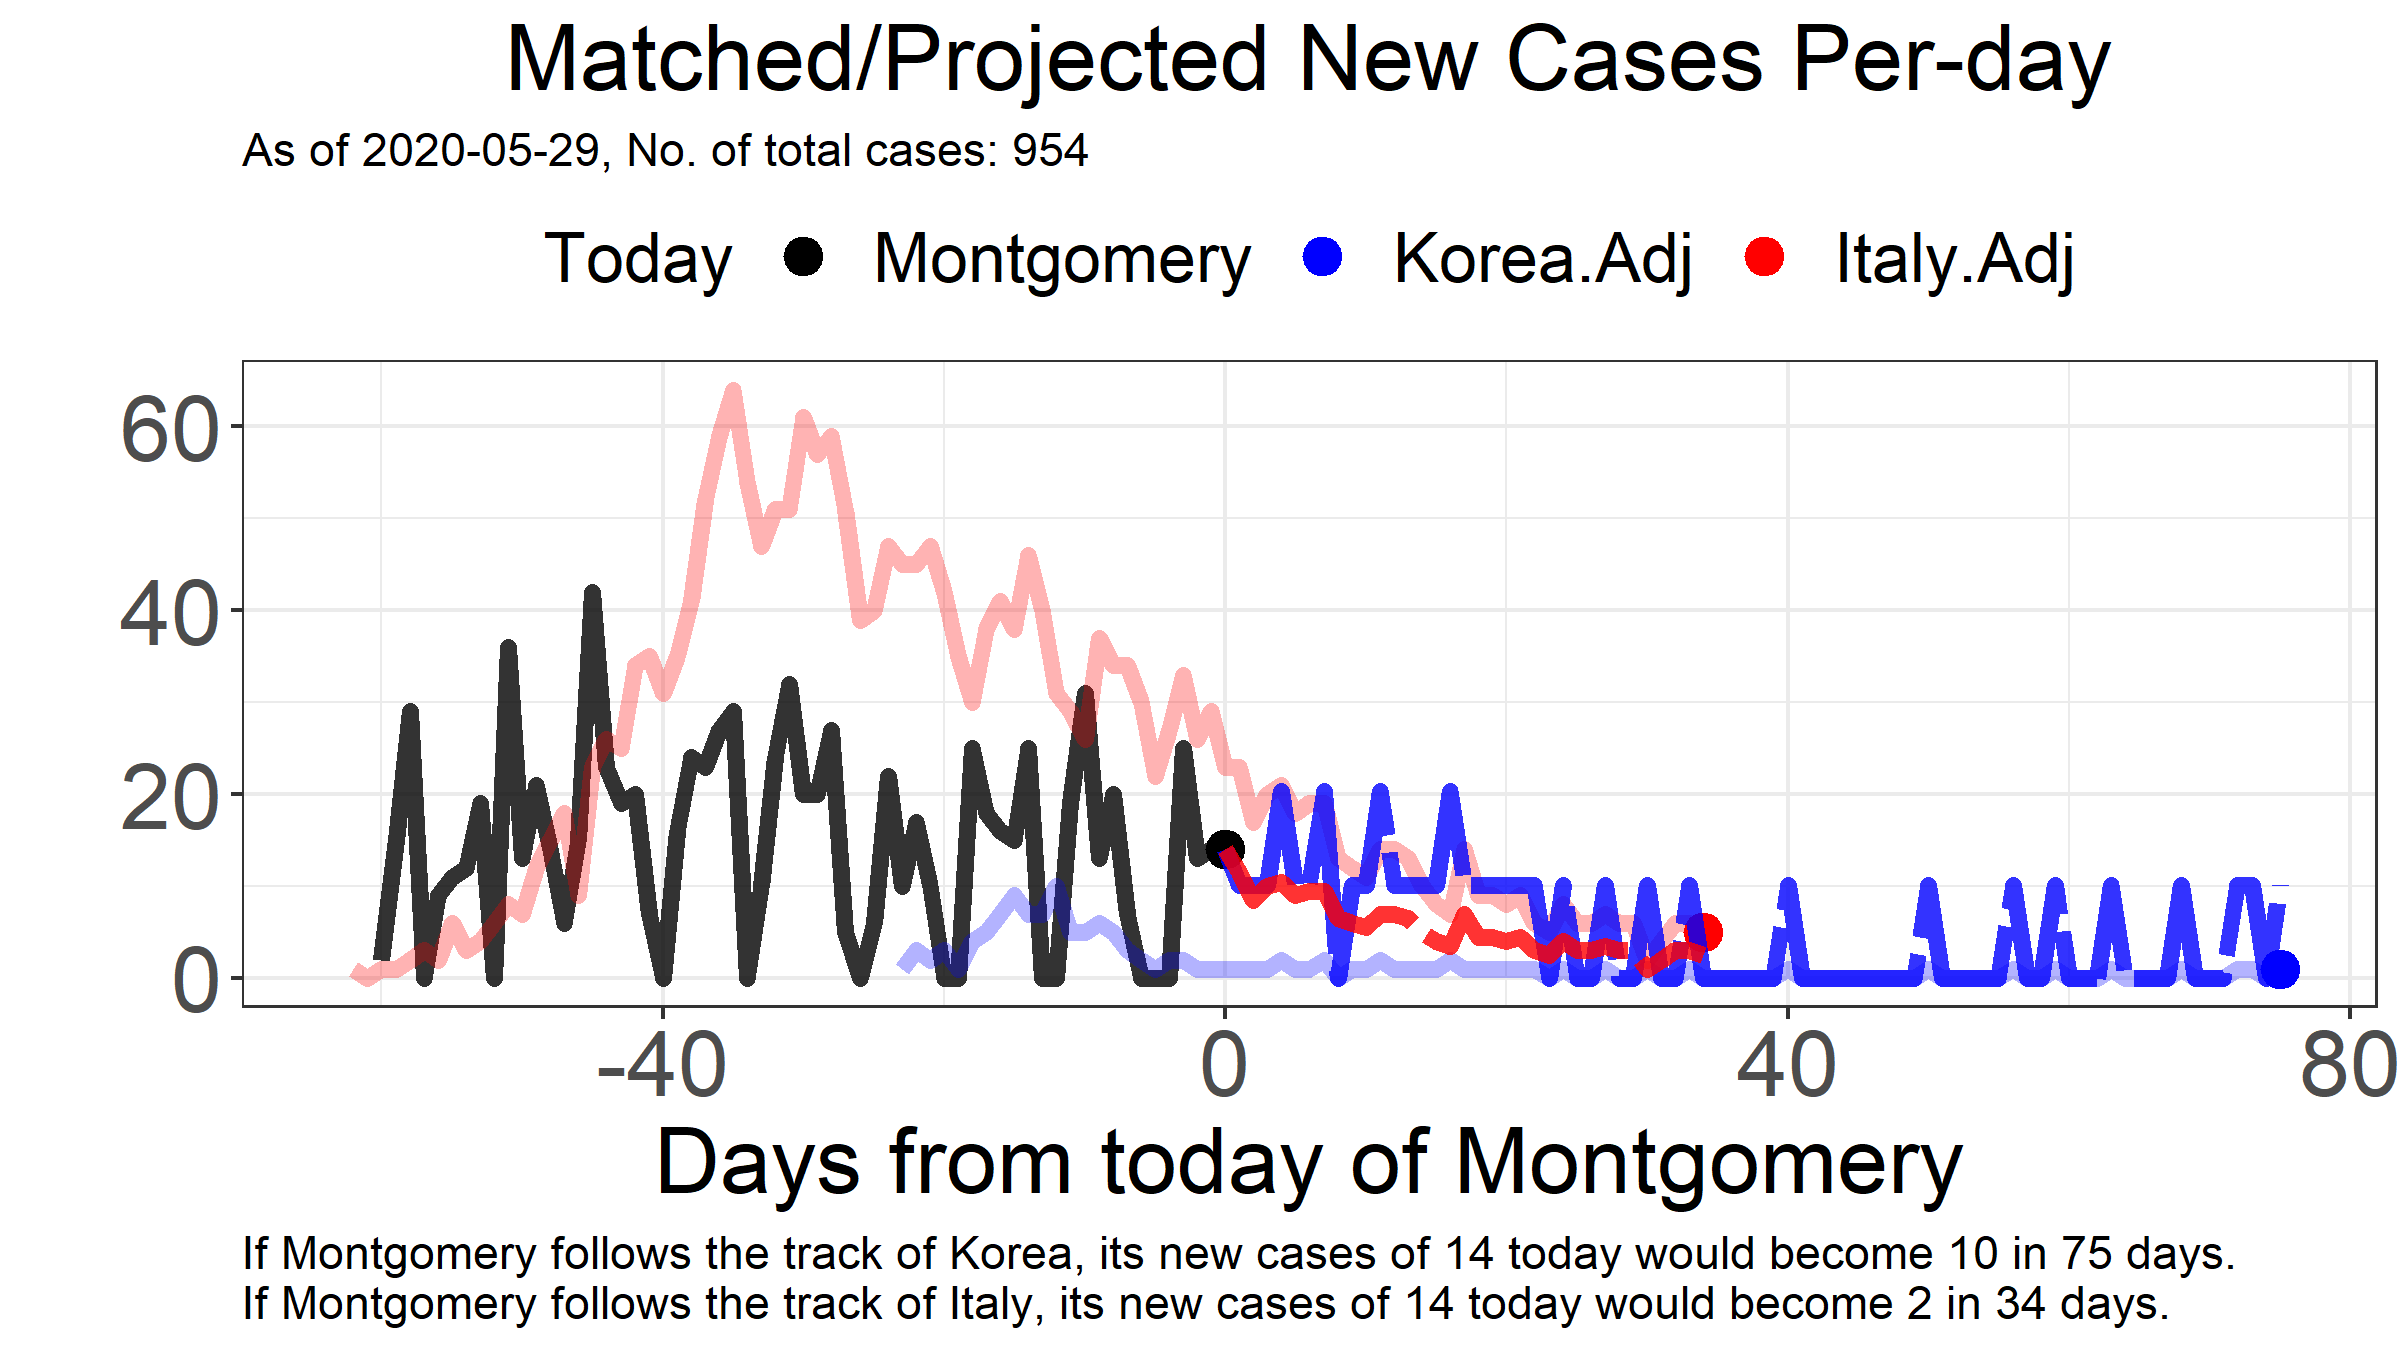 Matched/Projected New Cases Per-day
As of 2020-05-29, No. of total cases: 954
Today Montgomery Korea.Adj Italy.Adj
60
40
20
0
-40 0 40 80
Days from today of Montgomery
If Montgomery follows the track of Korea, its new cases of 14 today would become 10 in 75 days.
If Montgomery follows the track of Italy, its new cases of 14 today would become 2 in 34 days.